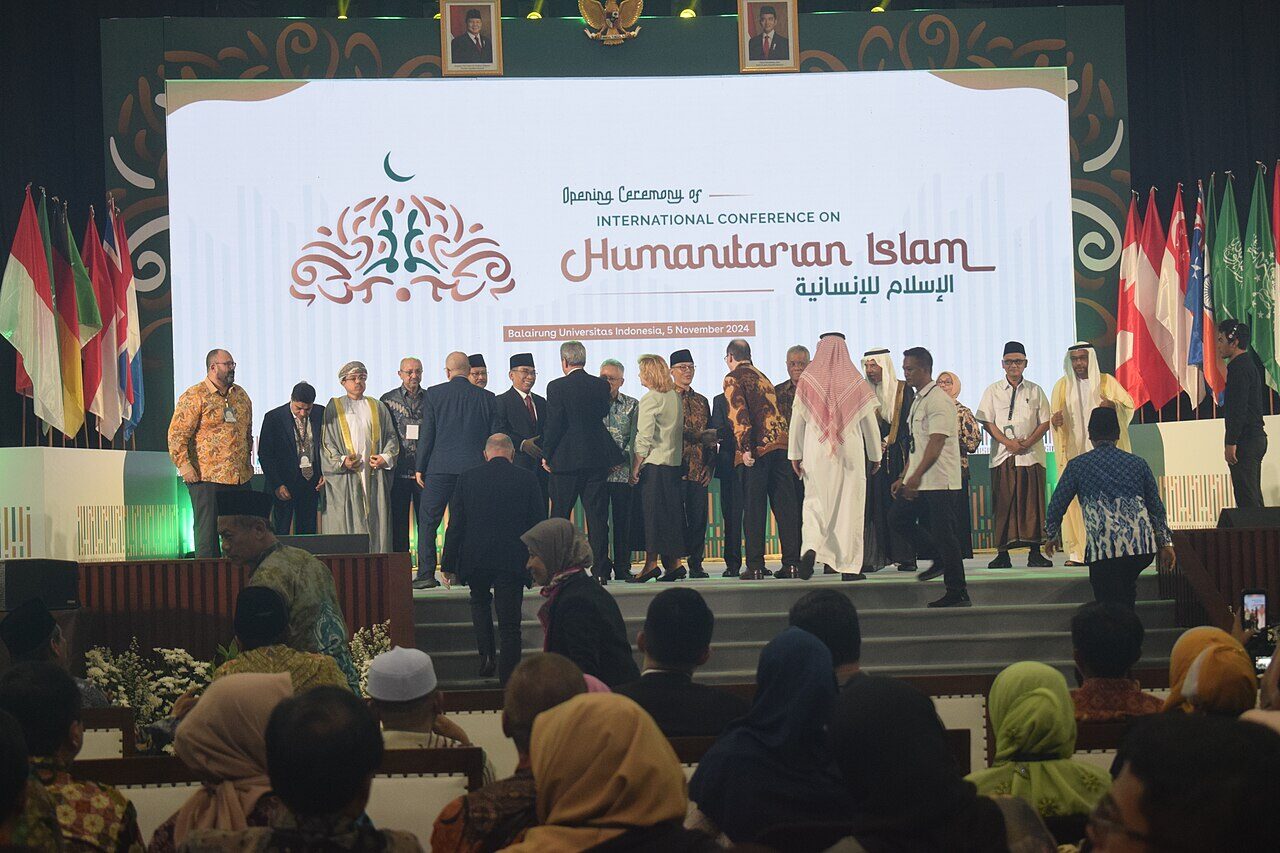 Opening Ceremony of
INTERNATIONAL CONFERENCE ON
Humanitarian Islam
الإسلام للإنسانية
Balairung Universitas Indonesia, 5 November 2024